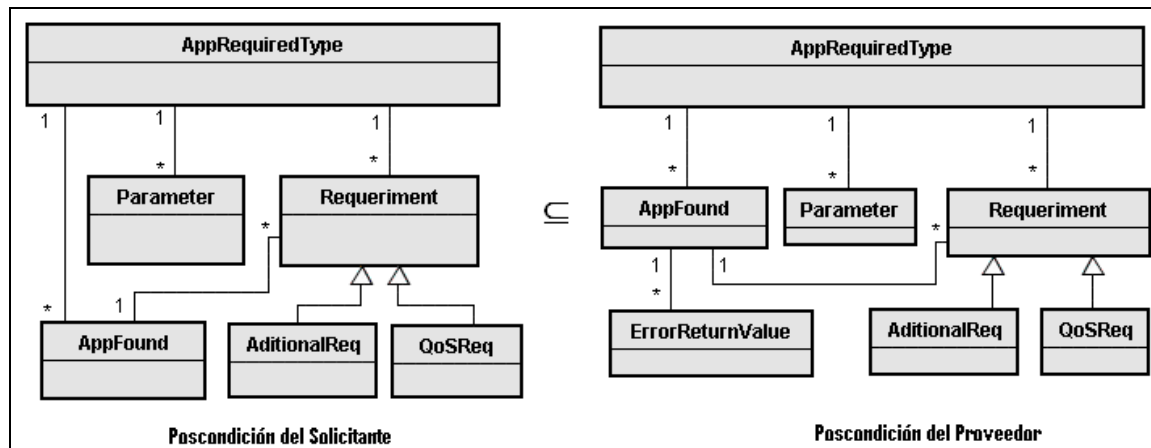 AppRequiredType
1
1
1
*
*
Parameter
Requeriment
*
*
1
AppFound
AditionalReq
QoSReq
Poscondición del Solicitante
⊆
AppRequiredType
1
1
1
*
*
*
AppFound
Parameter
Requeriment
*
1
1
*
ErrorReturnValue
AditionalReq
QoSReq
Poscondición del Proveedor